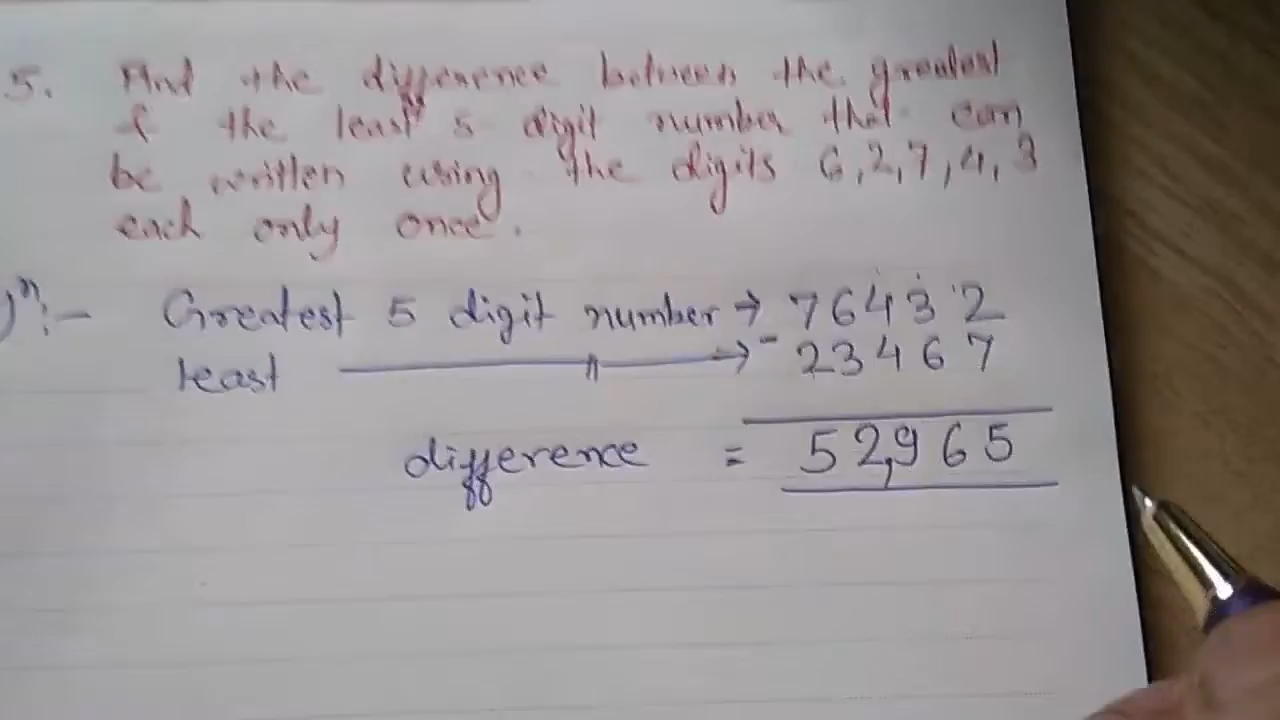 5. Find the difference between the greatest
& the least 5 digit number that can
be written using the digits 6,2,7,4,3
each only once.
)ⁿ:- Greatest 5 digit number → 76432
least —————〃———→ - 23467
difference = 52,965